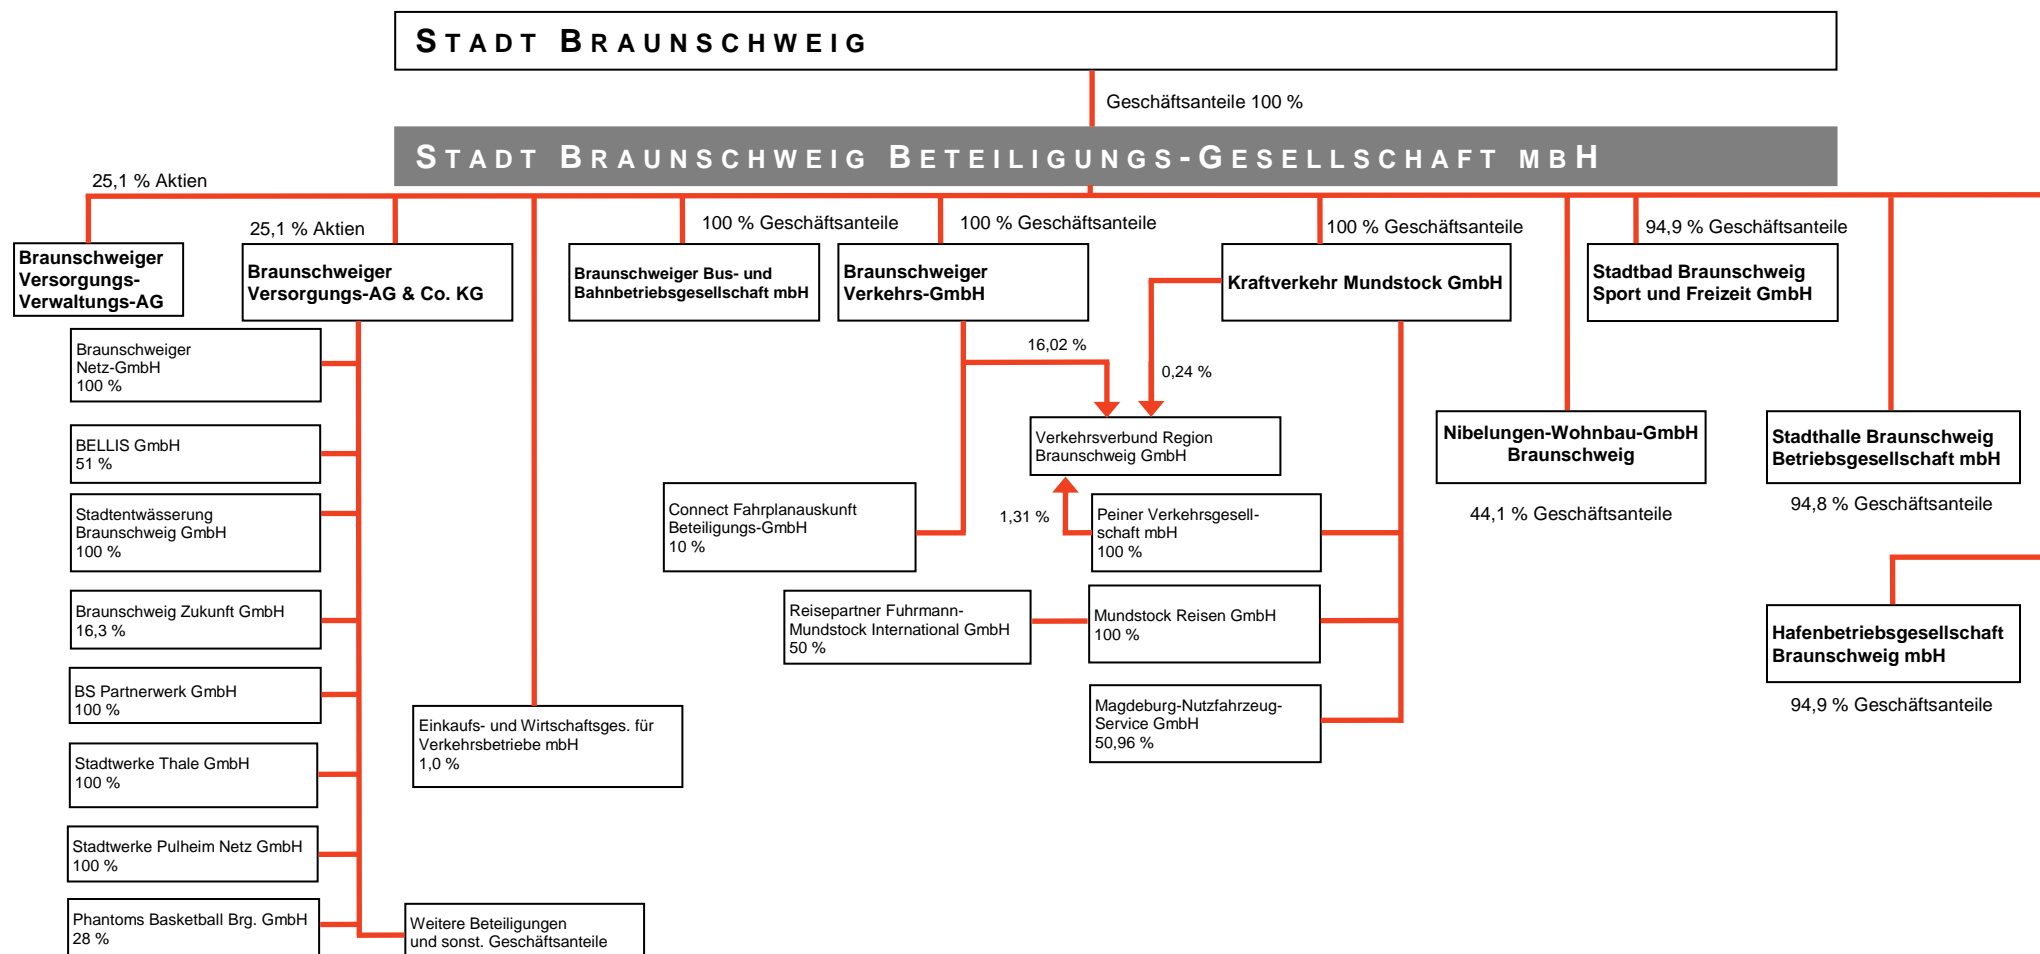 STADT BRAUNSCHWEIG
Geschäftsanteile 100 %
STADT BRAUNSCHWEIG BETEILIGUNGS-GESELLSCHAFT MBH
25,1 % Aktien
25,1 % Aktien
100 % Geschäftsanteile
100 % Geschäftsanteile
100 % Geschäftsanteile
94,9 % Geschäftsanteile
Braunschweiger
Versorgungs-
Verwaltungs-AG
Braunschweiger
Versorgungs-AG & Co. KG
Braunschweiger Bus- und
Bahnbetriebsgesellschaft mbH
Braunschweiger
Verkehrs-GmbH
Kraftverkehr Mundstock GmbH
Stadtbad Braunschweig
Sport und Freizeit GmbH
Braunschweiger
Netz-GmbH
100 %
BELLIS GmbH
51 %
Stadtentwässerung
Braunschweig GmbH
100 %
Braunschweig Zukunft GmbH
16,3 %
BS Partnerwerk GmbH
100 %
Stadtwerke Thale GmbH
100 %
Stadtwerke Pulheim Netz GmbH
100 %
Phantoms Basketball Brg. GmbH
28 %
Weitere Beteiligungen
und sonst. Geschäftsanteile
Einkaufs- und Wirtschaftsges. für
Verkehrsbetriebe mbH
1,0 %
16,02 %
0,24 %
Verkehrsverbund Region
Braunschweig GmbH
Connect Fahrplanauskunft
Beteiligungs-GmbH
10 %
1,31 %
Peiner Verkehrsgesell-
schaft mbH
100 %
Reisepartner Fuhrmann-
Mundstock International GmbH
50 %
Mundstock Reisen GmbH
100 %
Magdeburg-Nutzfahrzeug-
Service GmbH
50,96 %
Nibelungen-Wohnbau-GmbH
Braunschweig
44,1 % Geschäftsanteile
Stadthalle Braunschweig
Betriebsgesellschaft mbH
94,8 % Geschäftsanteile
Hafenbetriebsgesellschaft
Braunschweig mbH
94,9 % Geschäftsanteile